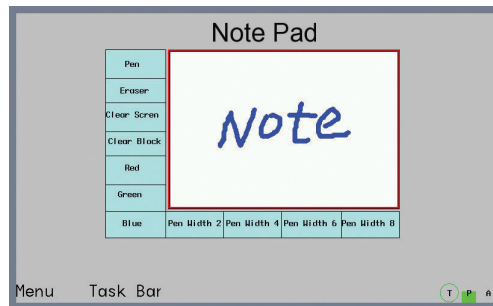 Note Pad
Pen
Eraser
Clear Scren
Clear Block
Red
Green
Blue
Pen Width 2
Pen Width 4
Pen Width 6
Pen Width 8
Note
Menu
Task Bar
T
P
A